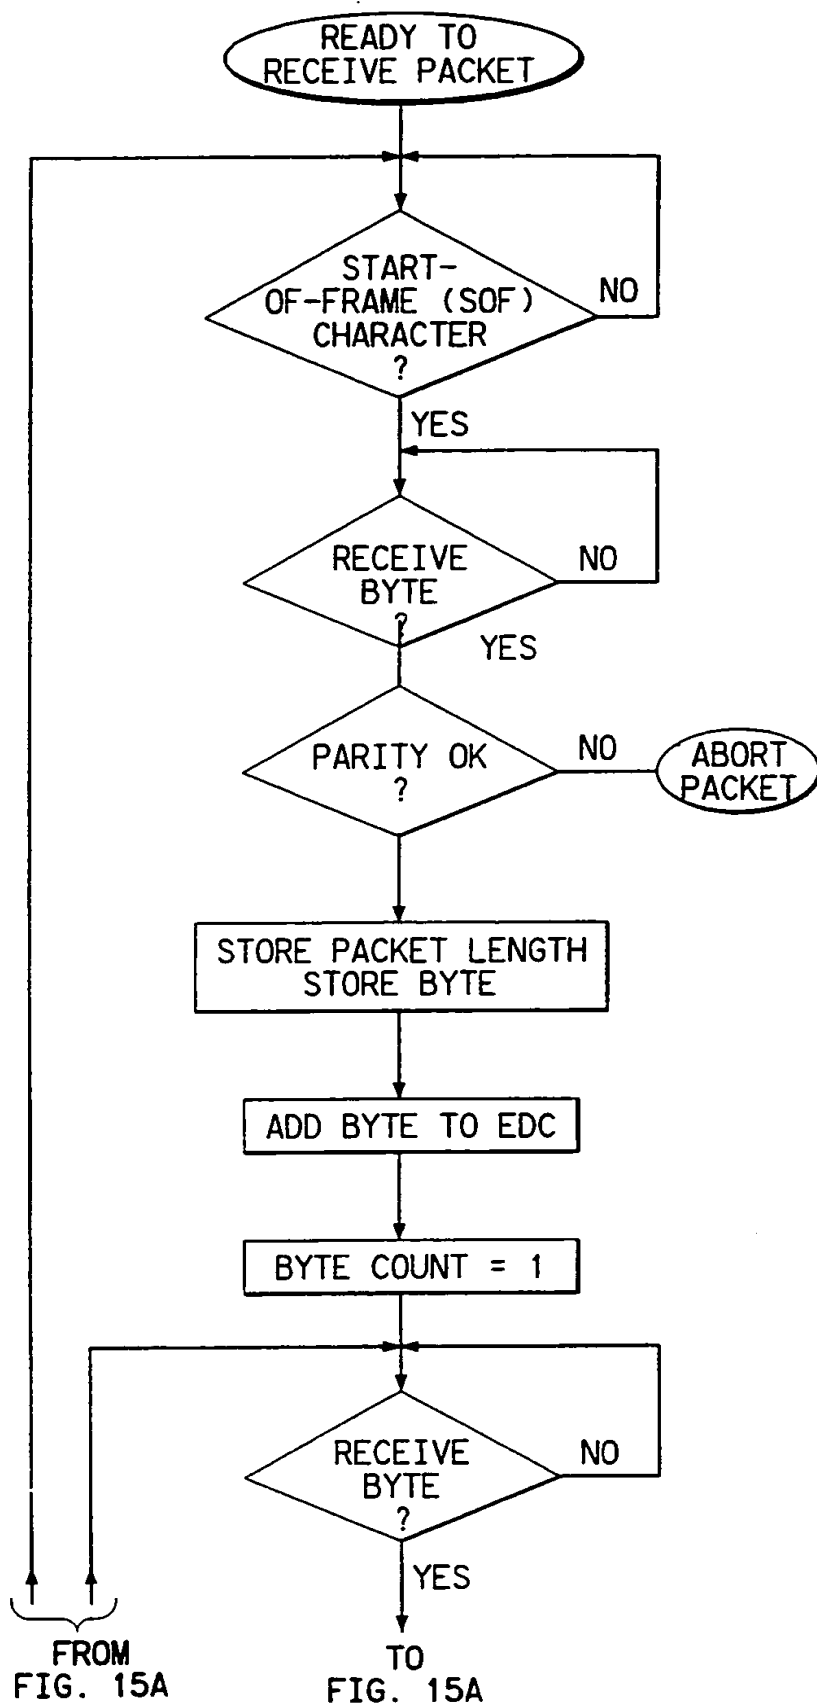 READY TO
RECEIVE PACKET
START-
OF-FRAME (SOF)
CHARACTER
?
NO
YES
RECEIVE
BYTE
?
NO
YES
PARITY OK
?
NO
ABORT
PACKET
STORE PACKET LENGTH
STORE BYTE
ADD BYTE TO EDC
BYTE COUNT = 1
RECEIVE
BYTE
?
NO
YES
FROM
FIG. 15A
TO
FIG. 15A